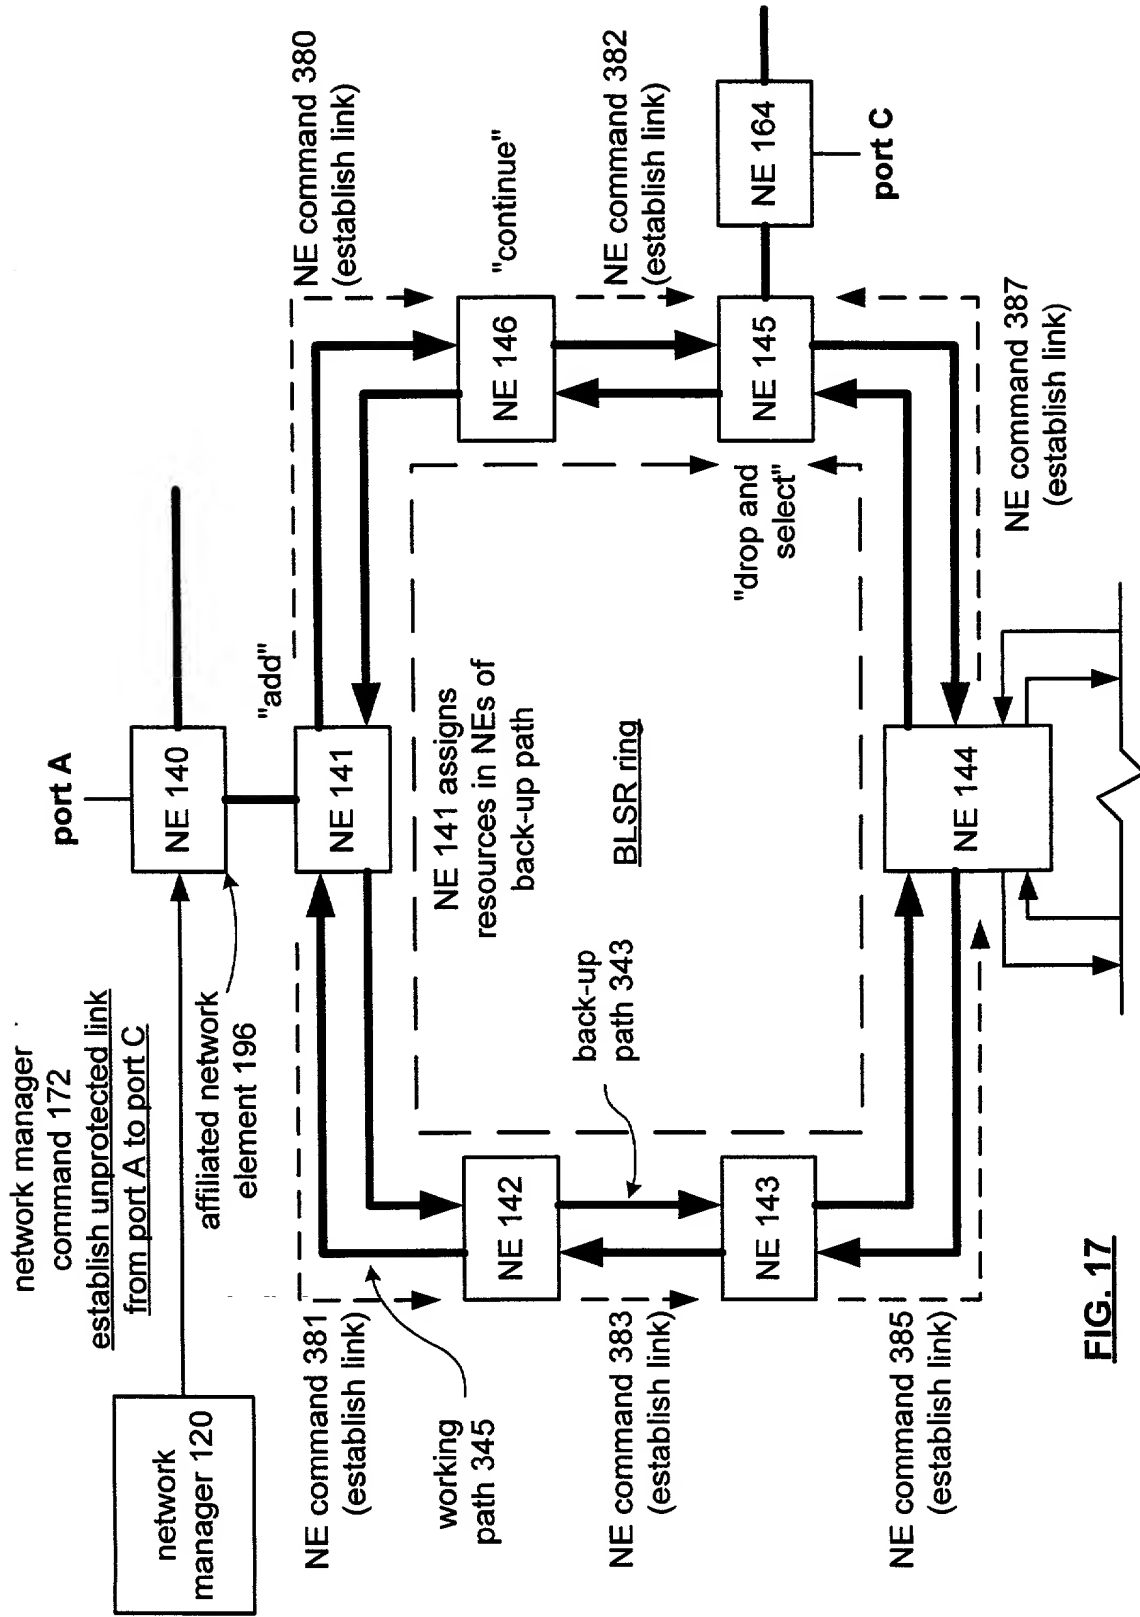 network manager
command 172
establish unprotected link
from port A to port C
network
manager 120
affiliated network
element 196
port A
NE 140
"add"
NE 141
NE command 380
(establish link)
NE command 381
(establish link)
working
path 345
NE 141 assigns
resources in NEs of
back-up path
NE 142
NE 146
"continue"
NE command 383
(establish link)
back-up
path 343
BLSR ring
NE command 382
(establish link)
NE 143
"drop and
select"
NE 145
NE 164
port C
NE command 385
(establish link)
NE 144
NE command 387
(establish link)
FIG. 17